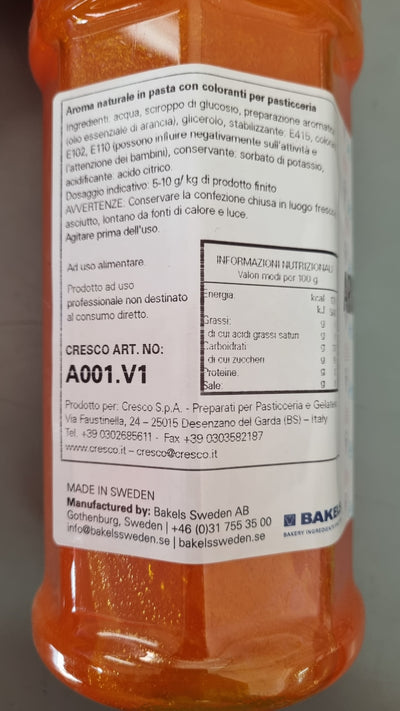 Aroma naturale in pasta con coloranti per pasticceria
Ingredienti: acqua, sciroppo di glucosio, preparazione aromatica
(olio essenziale di arancia), glicerolo, stabilizzante: E415, coloranti
E102, E110 (possono influire negativamente sull'attività e
l'attenzione dei bambini), conservante: sorbato di potassio,
acidificante: acido citrico.
Dosaggio indicativo: 5-10 g/ kg di prodotto finito
AVVERTENZE: Conservare la confezione chiusa in luogo fresco
asciutto, lontano da fonti di calore e luce.
Agitare prima dell'uso.
Ad uso alimentare.
Prodotto ad uso
professionale non destinato
al consumo diretto.
CRESCO ART. NO:
A001.V1
INFORMAZIONI NUTRIZIONALI
Valori modi per 100 g
Energia: kcal
kJ
Grassi: g
di cui acidi grassi saturi g
Carboidrati g
di cui zuccheri g
Proteine: g
Sale: g
Prodotto per: Cresco S.p.A. - Preparati per Pasticceria e
Via Faustinella, 24 – 25015 Desenzano del Garda (BS) – Italy
Tel. +39 0302685611 - Fax +39 0303582187
www.cresco.it – cresco@cresco.it
MADE IN SWEDEN
Manufactured by: Bakels Sweden AB
Gothenburg, Sweden | +46 (0)31 755 35 00
info@bakelssweden.se | bakelssweden.se
BAKE
BAKERY INGREDIENTS